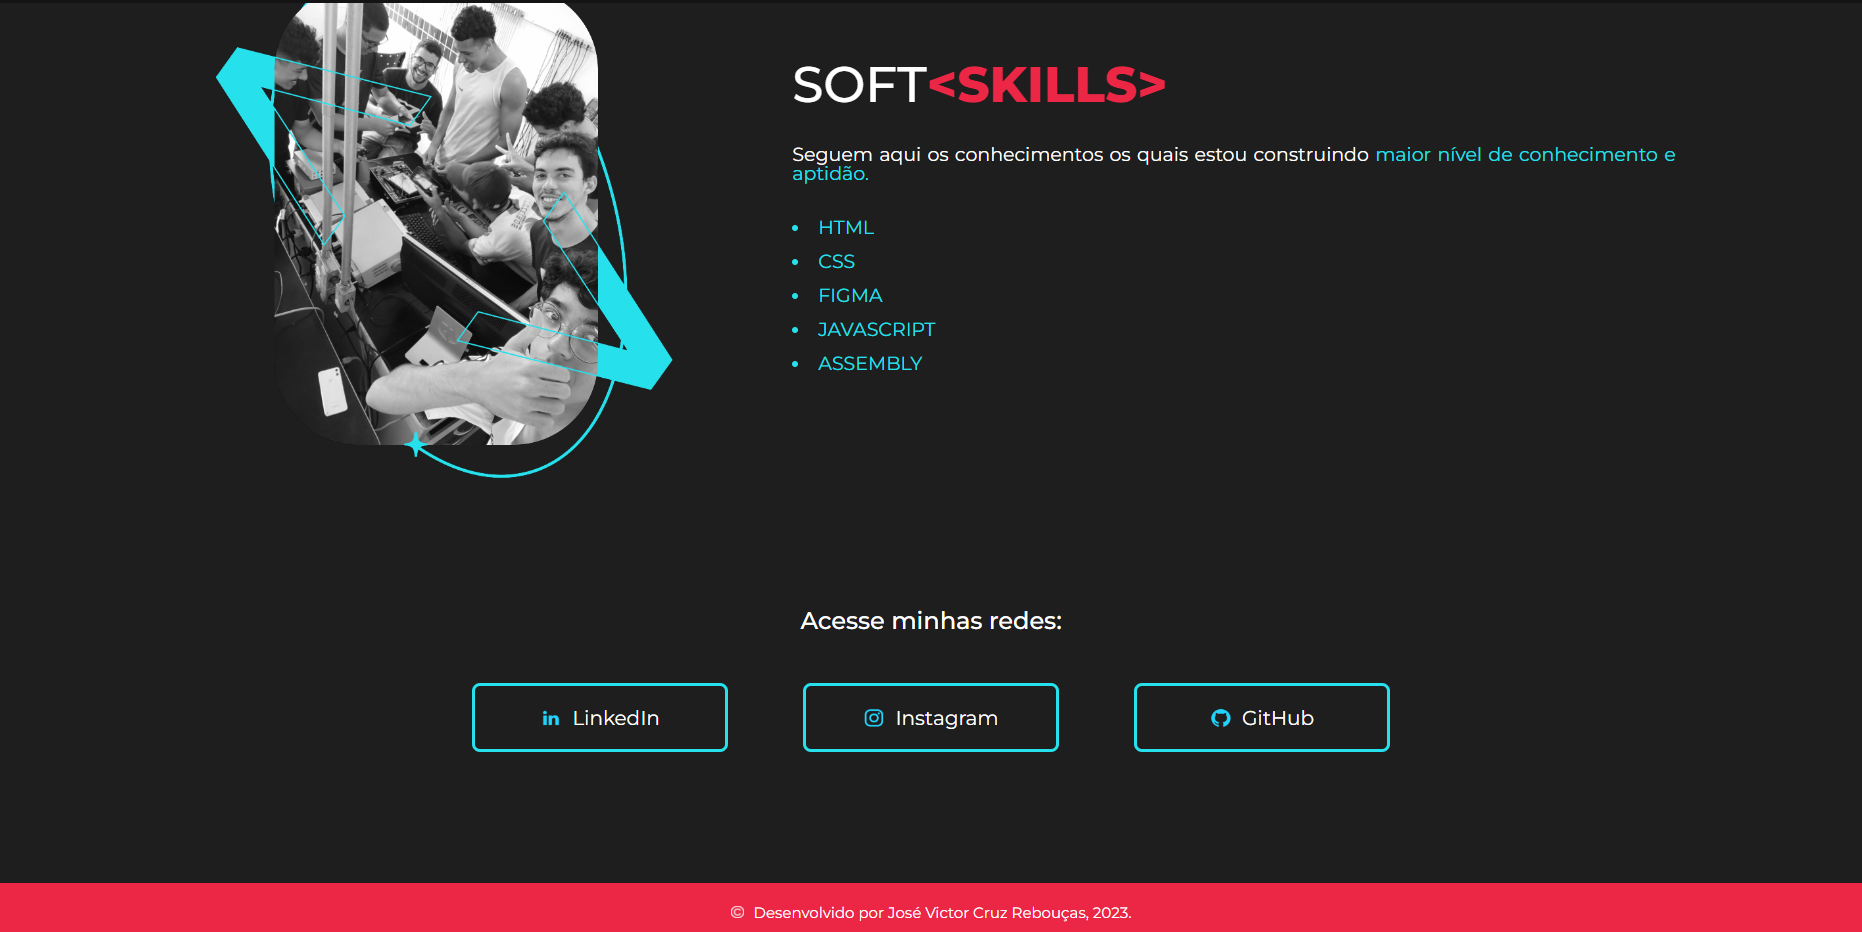 SOFT<SKILLS>
Seguem aqui os conhecimentos os quais estou construindo maior nível de conhecimento e
aptidão.
• HTML
• CSS
• FIGMA
• JAVASCRIPT
• ASSEMBLY
Acesse minhas redes:
LinkedIn
Instagram
GitHub
© Desenvolvido por José Victor Cruz Rebouças, 2023.